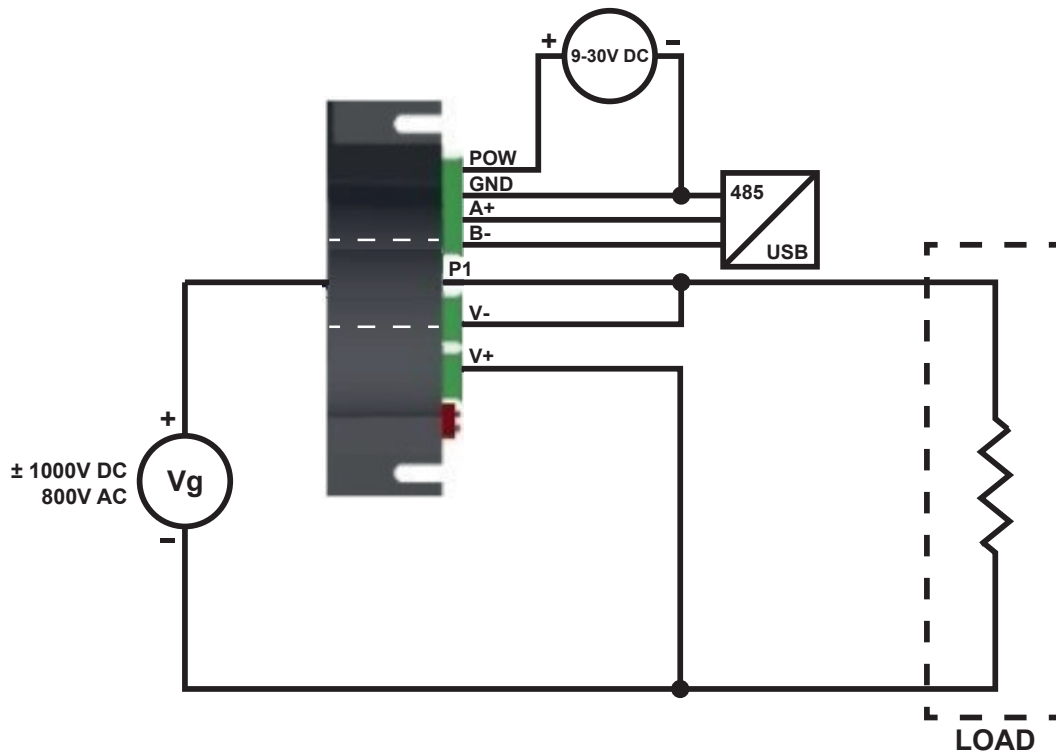 +
9-30V DC
-
POW
GND
A+
B-
485
USB
P1
V-
V+
+
± 1000V DC
800V AC
Vg
-
LOAD